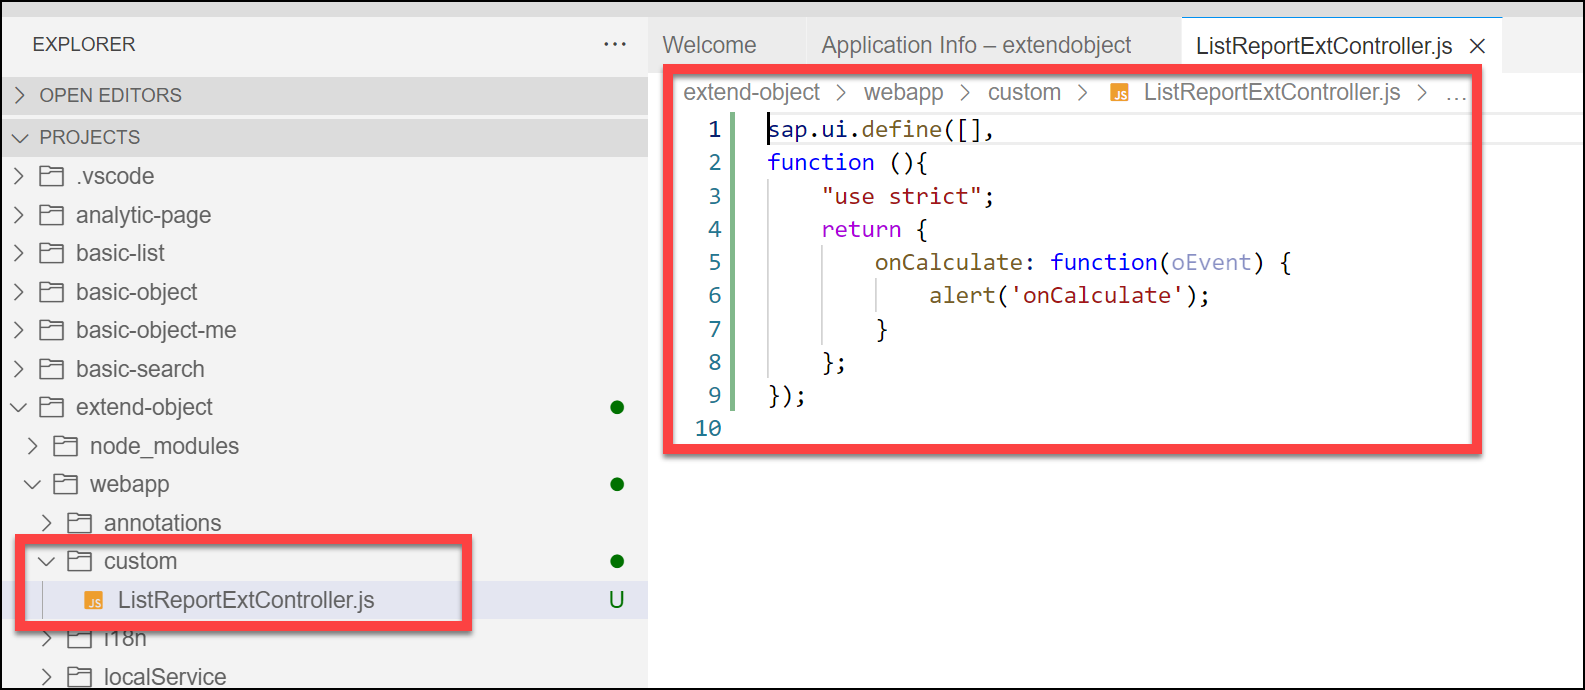 EXPLORER ...
OPEN EDITORS
PROJECTS
.vscode
analytic-page
basic-list
basic-object
basic-object-me
basic-search
extend-object
node_modules
webapp
annotations
custom
JS ListReportExtController.js U
i18n
localService
Welcome Application Info – extendobject ListReportExtController.js
extend-object > webapp > custom > JS ListReportExtController.js > ...
1 sap.ui.define([],
2 function (){
3 "use strict";
4 return {
5 onCalculate: function(oEvent) {
6 alert('onCalculate');
7 }
8 };
9 });
10